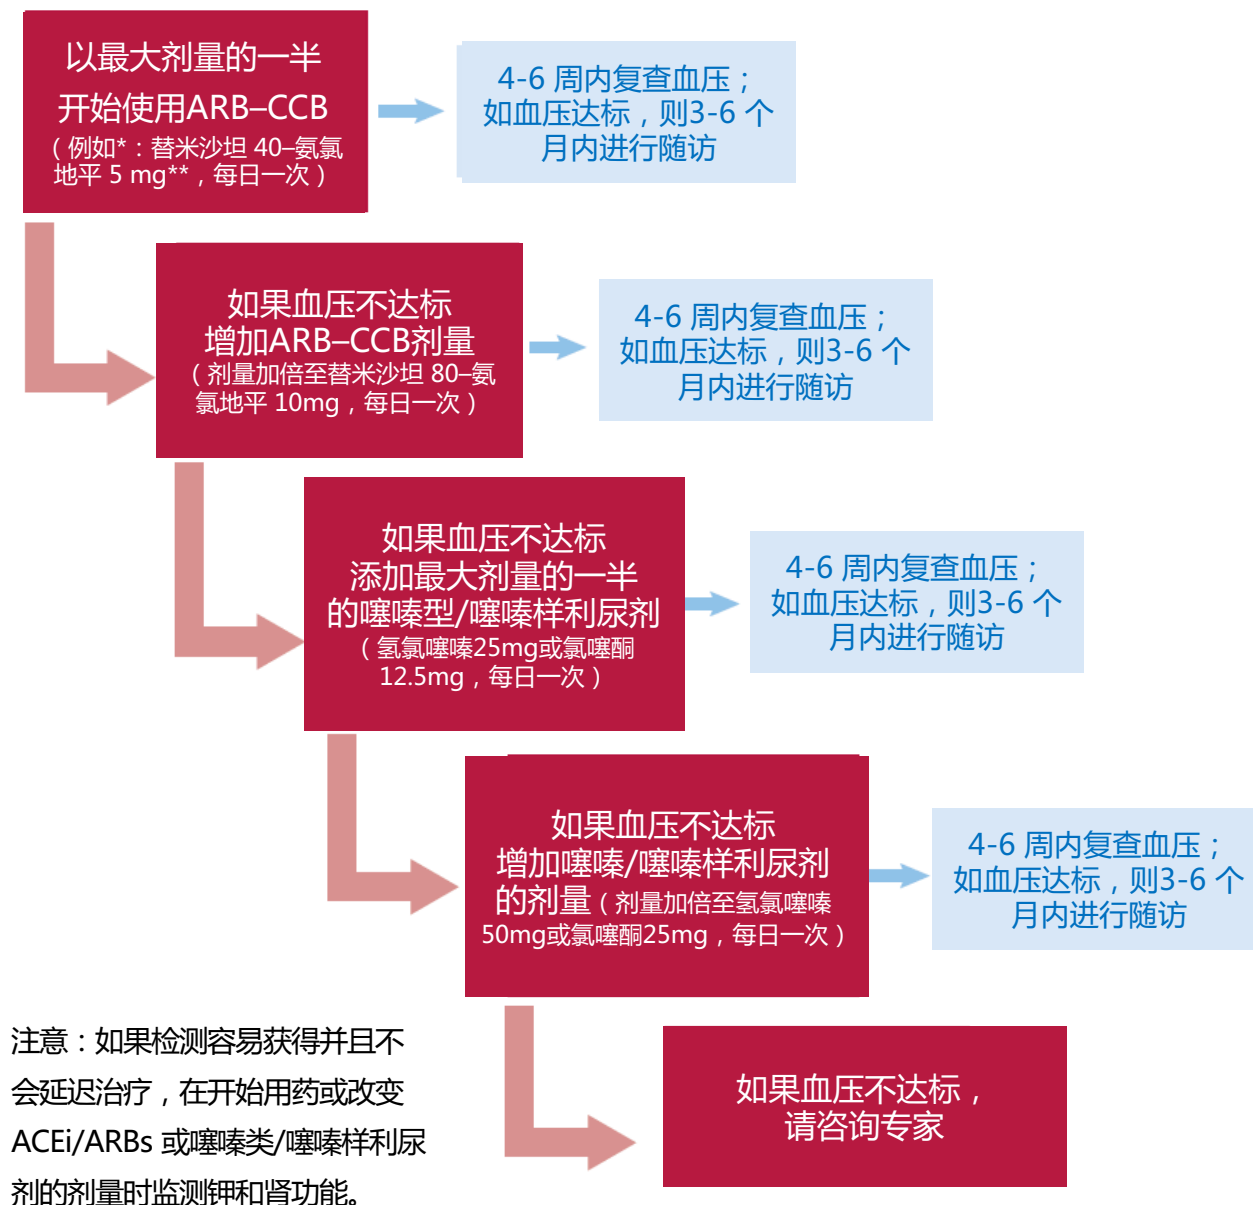 以最大剂量的一半
开始使用ARB–CCB
（例如*：替米沙坦 40–氨氯
地平 5 mg**，每日一次）
4-6 周内复查血压；
如血压达标，则3-6 个
月内进行随访
如果血压不达标
增加ARB–CCB剂量
（剂量加倍至替米沙坦 80–氨
氯地平 10mg，每日一次）
4-6 周内复查血压；
如血压达标，则3-6 个
月内进行随访
如果血压不达标
添加最大剂量的一半
的噻嗪型/噻嗪样利尿剂
（氢氯噻嗪25mg或氯噻酮
12.5mg，每日一次）
4-6 周内复查血压；
如血压达标，则3-6 个
月内进行随访
如果血压不达标
增加噻嗪/噻嗪样利尿剂
的剂量（剂量加倍至氢氯噻嗪
50mg或氯噻酮25mg，每日一次）
4-6 周内复查血压；
如血压达标，则3-6 个
月内进行随访
如果血压不达标，
请咨询专家
注意：如果检测容易获得并且不
会延迟治疗，在开始用药或改变
ACEi/ARBs 或噻嗪类/噻嗪样利尿
剂的剂量时监测钾和肾功能。